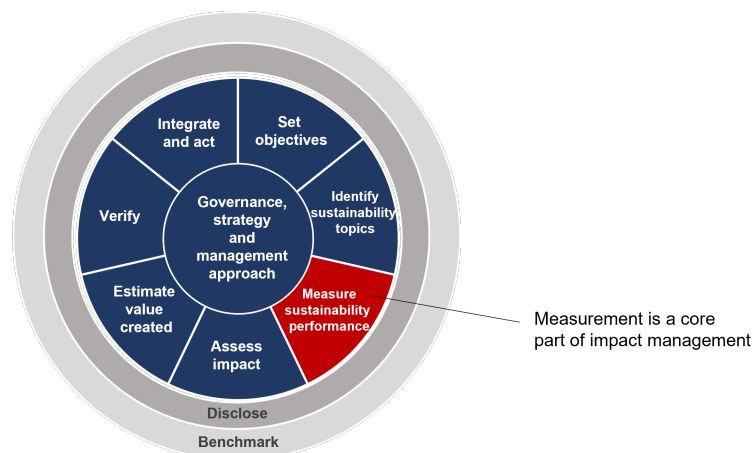 Integrate
and act
Set
objectives
Verify
Governance,
strategy
and
management
approach
Identify
sustainability
topics
Estimate
value
created
Measure
sustainability
performance
Assess
impact
Measurement is a core
part of impact management
Disclose
Benchmark